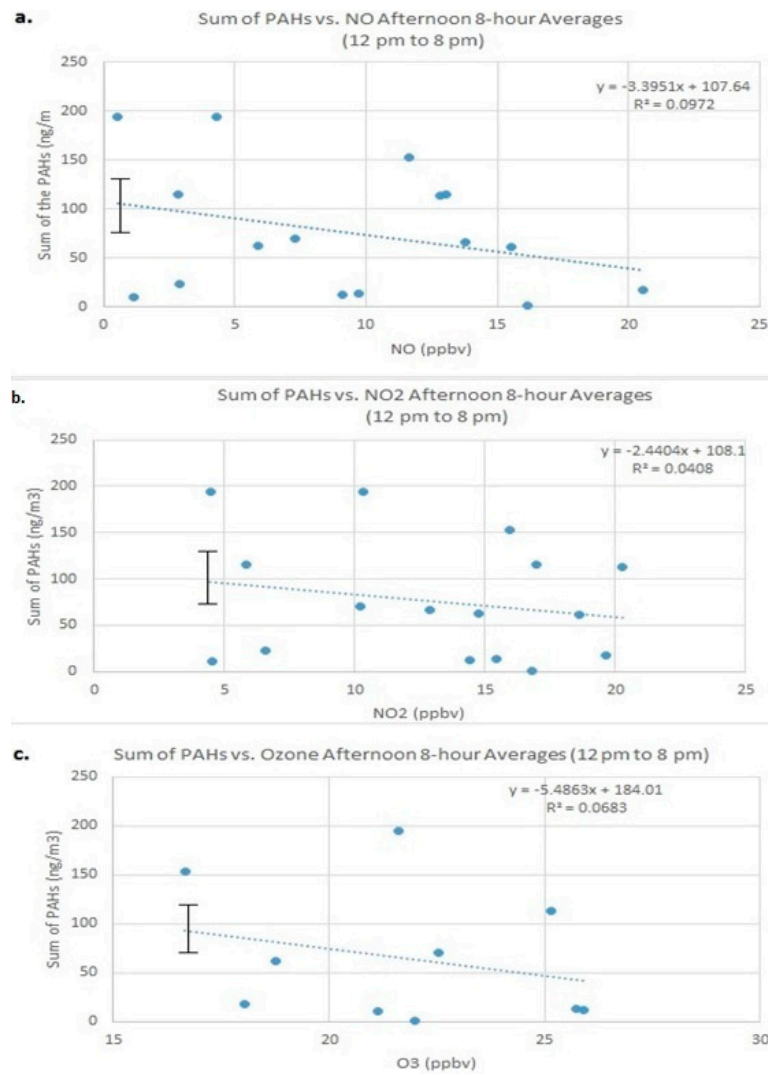 a.
Sum of PAHs vs. NO Afternoon 8-hour Averages
(12 pm to 8 pm)
250
y = -3.3951x + 107.64
R² = 0.0972
200
150
100
50
0
Sum of the PAHs (ng/m
0 5 10 15 20 25
NO (ppbv)
b.
Sum of PAHs vs. NO2 Afternoon 8-hour Averages
(12 pm to 8 pm)
250
y = -2.4404x + 108.1
R² = 0.0408
200
150
100
50
0
Sum of PAHs (ng/m3)
0 5 10 15 20 25
NO2 (ppbv)
c.
Sum of PAHs vs. Ozone Afternoon 8-hour Averages (12 pm to 8 pm)
250
y = -5.4863x + 184.01
R² = 0.0683
200
150
100
50
0
Sum of PAHs (ng/m3)
15 20 25 30
O3 (ppbv)